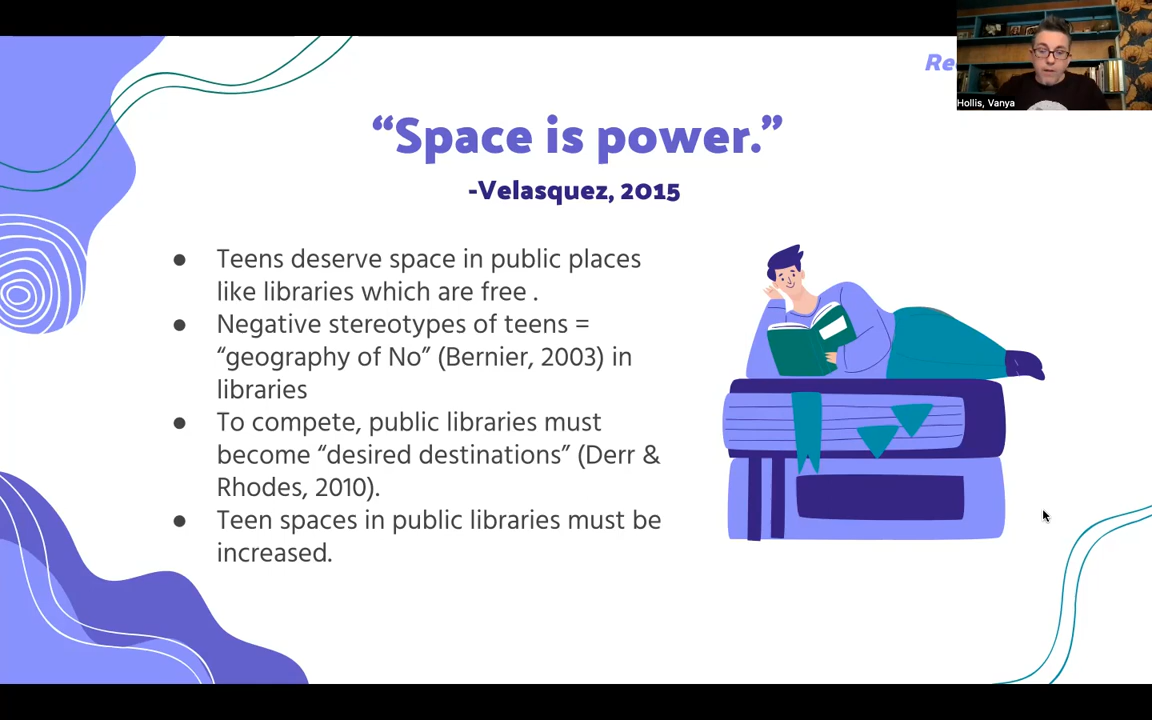 Re
Hollis, Vanya
“Space is power.”
-Velasquez, 2015
● Teens deserve space in public places
like libraries which are free .
● Negative stereotypes of teens =
“geography of No” (Bernier, 2003) in
libraries
● To compete, public libraries must
become “desired destinations” (Derr &
Rhodes, 2010).
● Teen spaces in public libraries must be
increased.